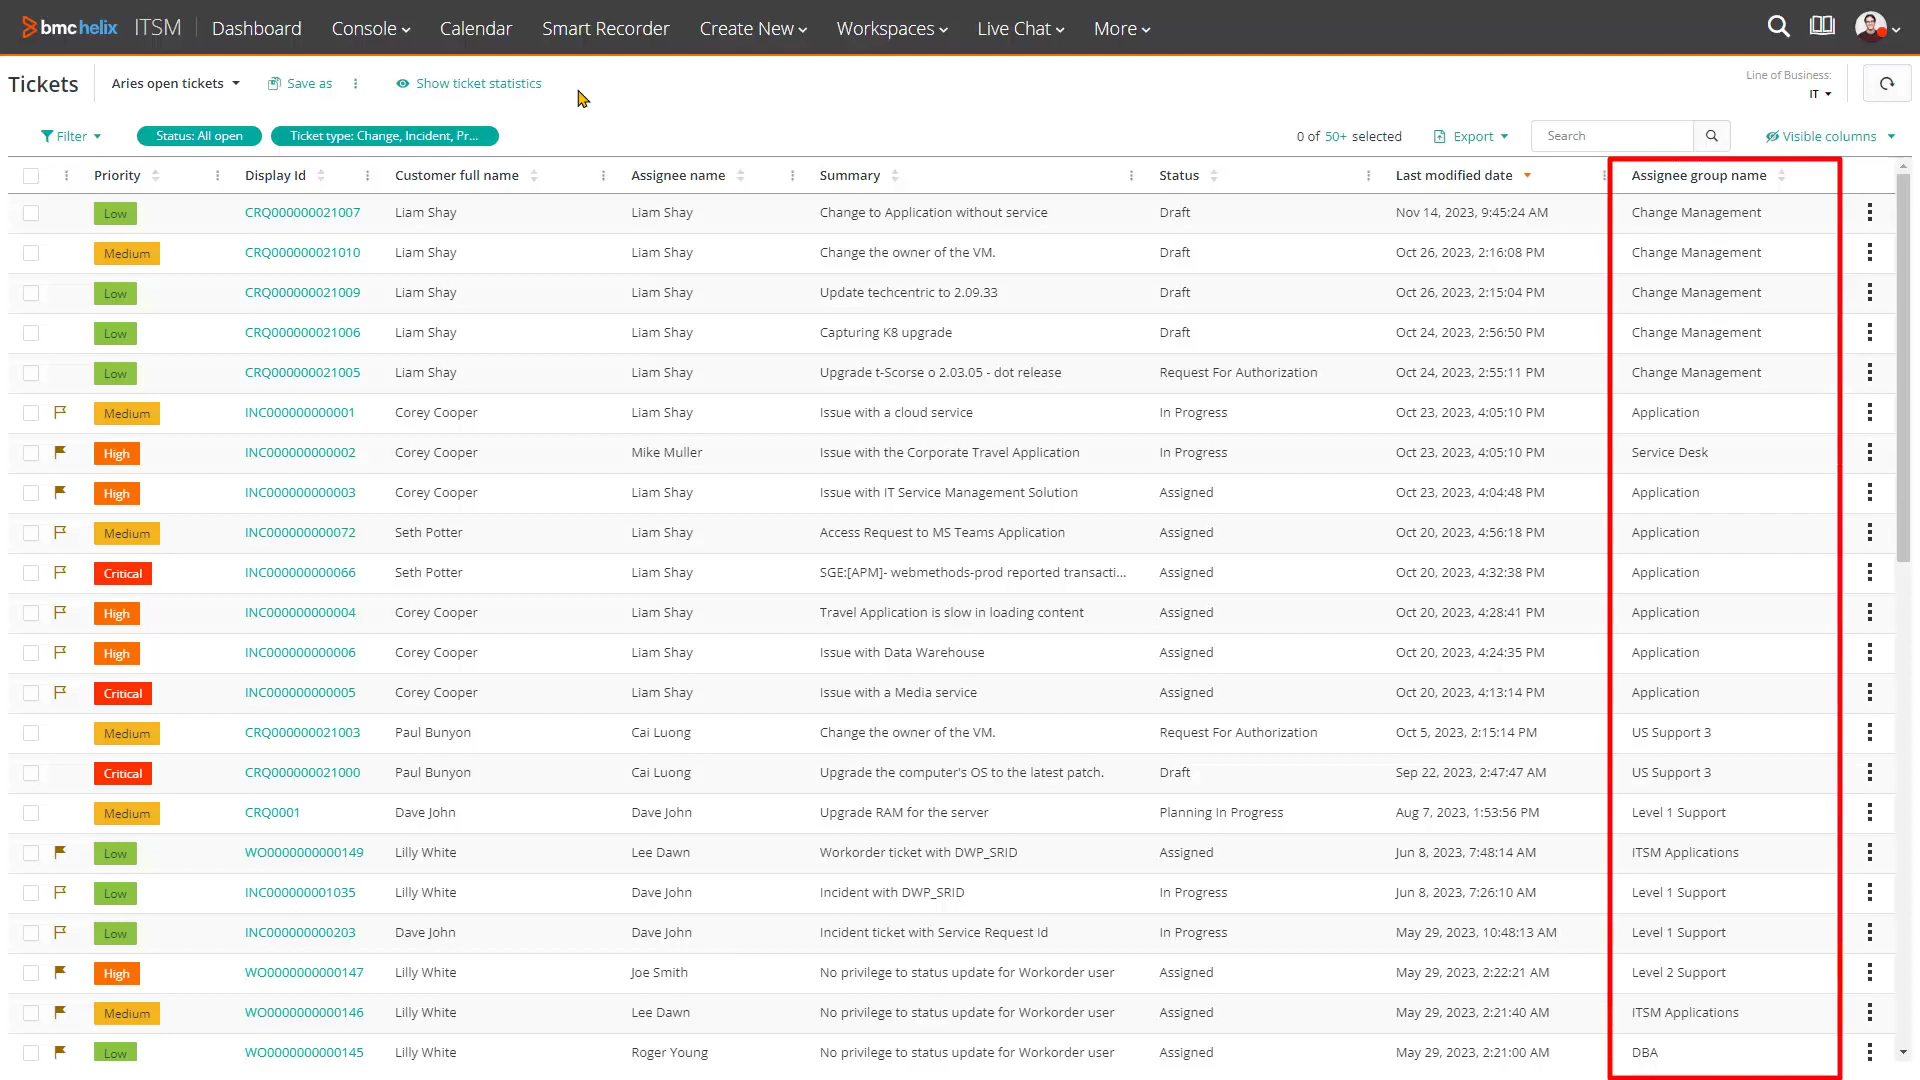 bmchelix ITSM Dashboard Console Calendar Smart Recorder Create New Workspaces Live Chat More
Tickets Aries open tickets Save as Show ticket statistics Line of Business:
IT
Filter Status: All open Ticket type: Change, Incident, Pr... 0 of 50+ selected Export Search Visible columns
Priority Display Id Customer full name Assignee name Summary Status Last modified date Assignee group name
Low CRQ000000021007 Liam Shay Liam Shay Change to Application without service Draft Nov 14, 2023, 9:45:24 AM Change Management
Medium CRQ000000021010 Liam Shay Liam Shay Change the owner of the VM. Draft Oct 26, 2023, 2:16:08 PM Change Management
Low CRQ000000021009 Liam Shay Liam Shay Update techcentric to 2.09.33 Draft Oct 26, 2023, 2:15:04 PM Change Management
Low CRQ000000021006 Liam Shay Liam Shay Capturing K8 upgrade Draft Oct 24, 2023, 2:56:50 PM Change Management
Low CRQ000000021005 Liam Shay Liam Shay Upgrade t-Scorse o 2.03.05 - dot release Request For Authorization Oct 24, 2023, 2:55:11 PM Change Management
Medium INC000000000001 Corey Cooper Liam Shay Issue with a cloud service In Progress Oct 23, 2023, 4:05:10 PM Application
High INC000000000002 Corey Cooper Mike Muller Issue with the Corporate Travel Application In Progress Oct 23, 2023, 4:05:10 PM Service Desk
High INC000000000003 Corey Cooper Liam Shay Issue with IT Service Management Solution Assigned Oct 23, 2023, 4:04:48 PM Application
Medium INC000000000072 Seth Potter Liam Shay Access Request to MS Teams Application Assigned Oct 20, 2023, 4:56:18 PM Application
Critical INC000000000066 Seth Potter Liam Shay SGE:[APM]- webmethods-prod reported transacti... Assigned Oct 20, 2023, 4:32:38 PM Application
High INC000000000004 Corey Cooper Liam Shay Travel Application is slow in loading content Assigned Oct 20, 2023, 4:28:41 PM Application
High INC000000000006 Corey Cooper Liam Shay Issue with Data Warehouse Assigned Oct 20, 2023, 4:24:35 PM Application
Critical INC000000000005 Corey Cooper Liam Shay Issue with a Media service Assigned Oct 20, 2023, 4:13:14 PM Application
Medium CRQ000000021003 Paul Bunyon Cai Luong Change the owner of the VM. Request For Authorization Oct 5, 2023, 2:15:14 PM US Support 3
Critical CRQ000000021000 Paul Bunyon Cai Luong Upgrade the computer's OS to the latest patch. Draft Sep 22, 2023, 2:47:47 AM US Support 3
Medium CRQ0001 Dave John Dave John Upgrade RAM for the server Planning In Progress Aug 7, 2023, 1:53:56 PM Level 1 Support
Low WO0000000000149 Lilly White Lee Dawn Workorder ticket with DWP_SRID Assigned Jun 8, 2023, 7:48:14 AM ITSM Applications
Low INC000000001035 Lilly White Dave John Incident with DWP_SRID In Progress Jun 8, 2023, 7:26:10 AM Level 1 Support
Low INC000000000203 Dave John Dave John Incident ticket with Service Request Id In Progress May 29, 2023, 10:48:13 AM Level 1 Support
High WO0000000000147 Lilly White Joe Smith No privilege to status update for Workorder user Assigned May 29, 2023, 2:22:21 AM Level 2 Support
Medium WO0000000000146 Lilly White Lee Dawn No privilege to status update for Workorder user Assigned May 29, 2023, 2:21:40 AM ITSM Applications
Low WO0000000000145 Lilly White Roger Young No privilege to status update for Workorder user Assigned May 29, 2023, 2:21:00 AM DBA